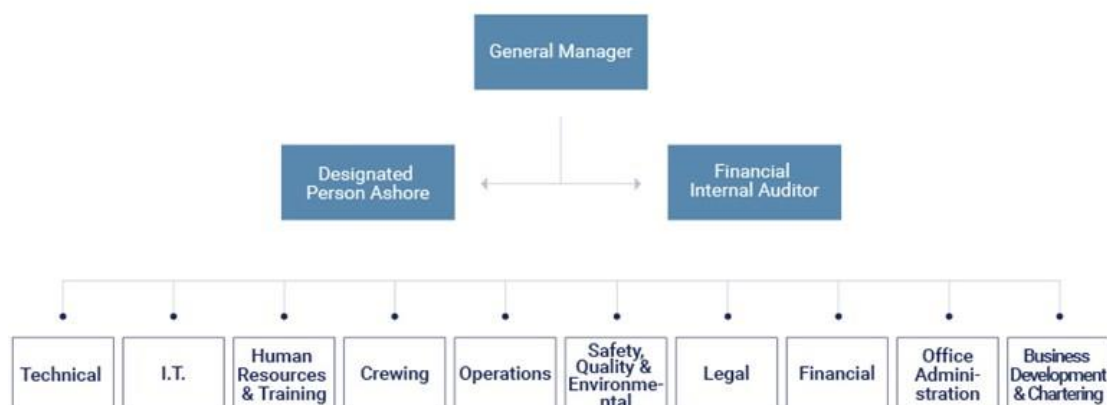 General Manager
Designated
Person Ashore
Financial
Internal Auditor
Technical
I.T.
Human
Resources
& Training
Crewing
Operations
Safety,
Quality &
Environme-
ntal
Legal
Financial
Office
Admini-
stration
Business
Development
& Chartering